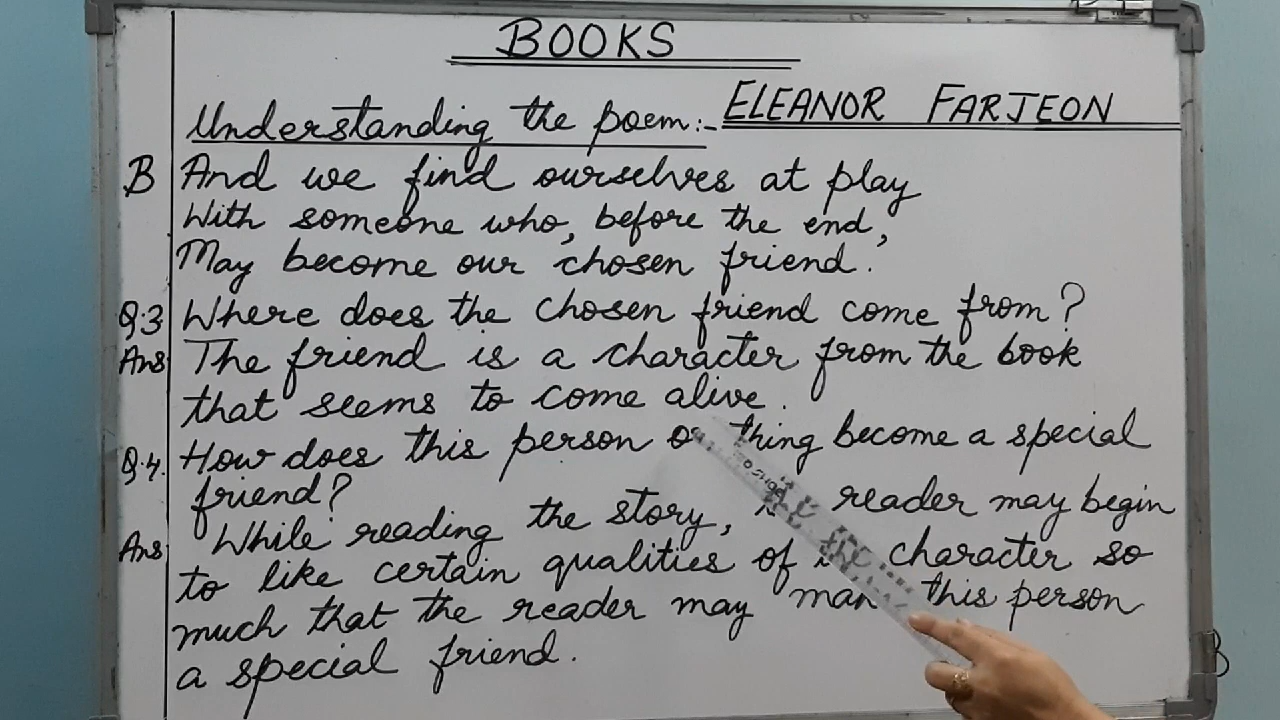 BOOKS
Understanding the poem:- ELEANOR FARJEON
B And we find ourselves at play
With someone who, before the end,
May become our chosen friend.
Q.3 Where does the chosen friend come from?
Ans The friend is a character from the book
that seems to come alive.
Q.4. How does this person or thing become a special
friend?
Ans While reading the story, reader may begin
to like certain qualities of the character so
much that the reader may this person
a special friend.